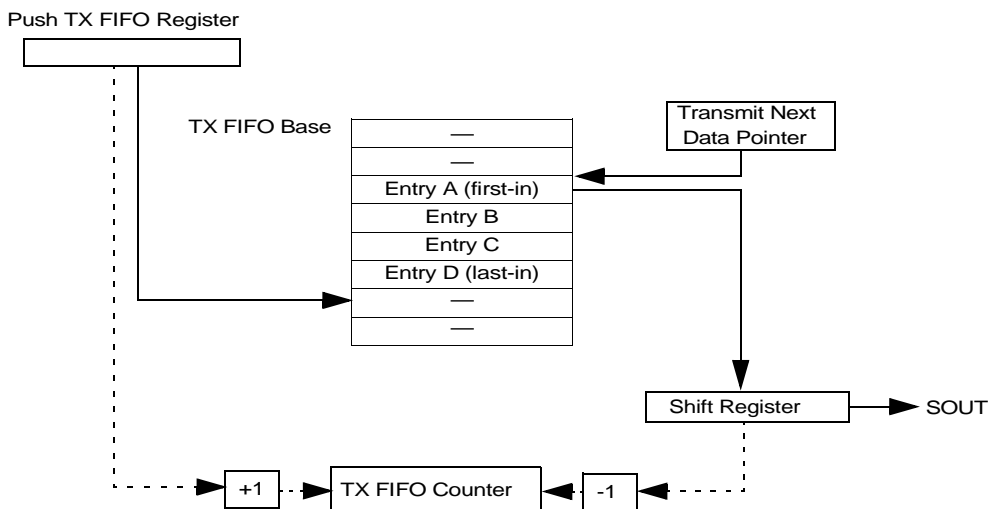 Push TX FIFO Register
TX FIFO Base
Transmit Next
Data Pointer
—
—
Entry A (first-in)
Entry B
Entry C
Entry D (last-in)
—
—
Shift Register
SOUT
+1
TX FIFO Counter
-1